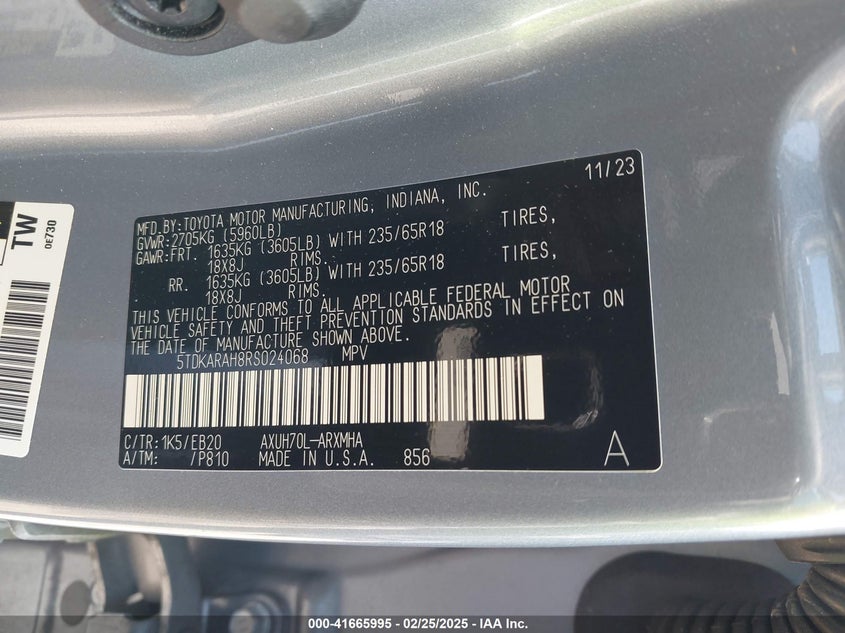 11/23
MFD.BY:TOYOTA MOTOR MANUFACTURING, INDIANA, INC.
GVWR:2705KG (5960LB)
GAWR:FRT. 1635KG (3605LB) WITH 235/65R18 TIRES,
18X8J RIMS.
RR. 1635KG (3605LB) WITH 235/65R18 TIRES,
18X8J RIMS.
THIS VEHICLE CONFORMS TO ALL APPLICABLE FEDERAL MOTOR
VEHICLE SAFETY AND THEFT PREVENTION STANDARDS IN EFFECT ON
THE DATE OF MANUFACTURE SHOWN ABOVE.
5TDKARAH8RS024068 MPV
C/TR:1K5/EB20 AXUH70L-ARXMHA
A/TM: /P810 MADE IN U.S.A. 856 A
TW
0E730
000-41665995 - 02/25/2025 - IAA Inc.